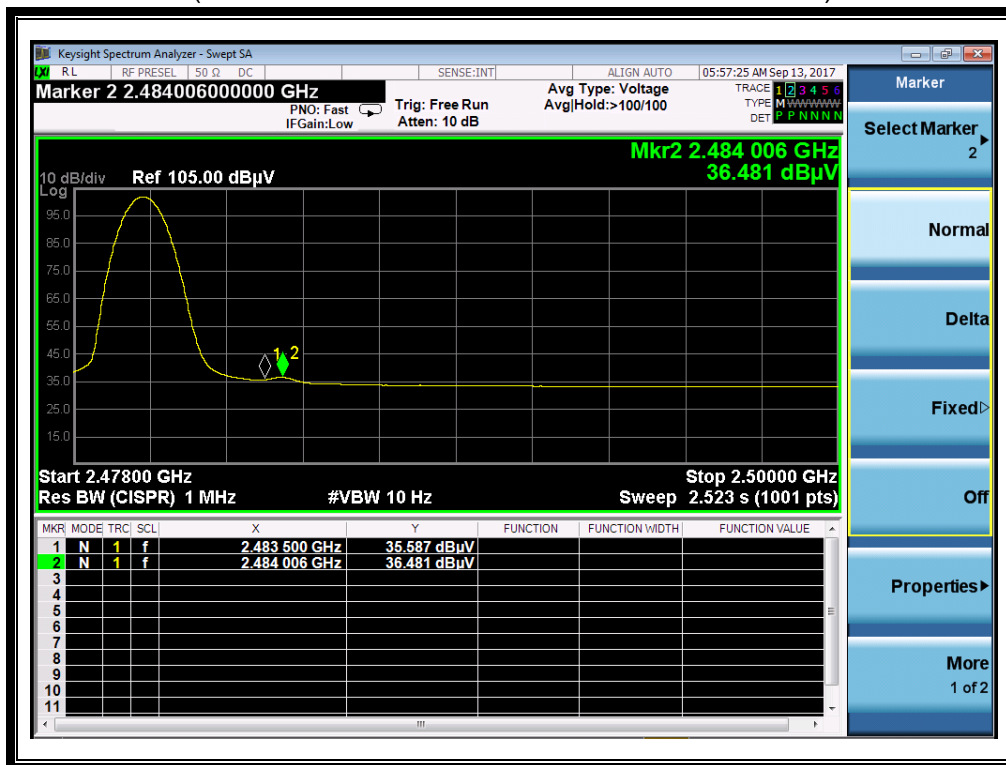 Keysight Spectrum Analyzer - Swept SA
LXI RL RF PRESEL 50 Ω DC SENSE:INT ALIGN AUTO 05:57:25 AM Sep 13, 2017
Marker 2 2.484006000000 GHz
PNO: Fast
IFGain:Low
Trig: Free Run
Atten: 10 dB
Avg Type: Voltage
Avg|Hold:>100/100
TRACE 1 2 3 4 5 6
TYPE M WWWWW
DET P P N N N N
Mkr2 2.484 006 GHz
36.481 dBµV
10 dB/div Ref 105.00 dBµV
Log
95.0
85.0
75.0
65.0
55.0
45.0
35.0
25.0
15.0
1 2
Start 2.47800 GHz Stop 2.50000 GHz
Res BW (CISPR) 1 MHz #VBW 10 Hz Sweep 2.523 s (1001 pts)
MKR MODE TRC SCL X Y FUNCTION FUNCTION WIDTH FUNCTION VALUE
1 N 1 f 2.483 500 GHz 35.587 dBµV
2 N 1 f 2.484 006 GHz 36.481 dBµV
3
4
5
6
7
8
9
10
11
Marker
Select Marker
2
Normal
Delta
Fixed
Off
Properties
More
1 of 2